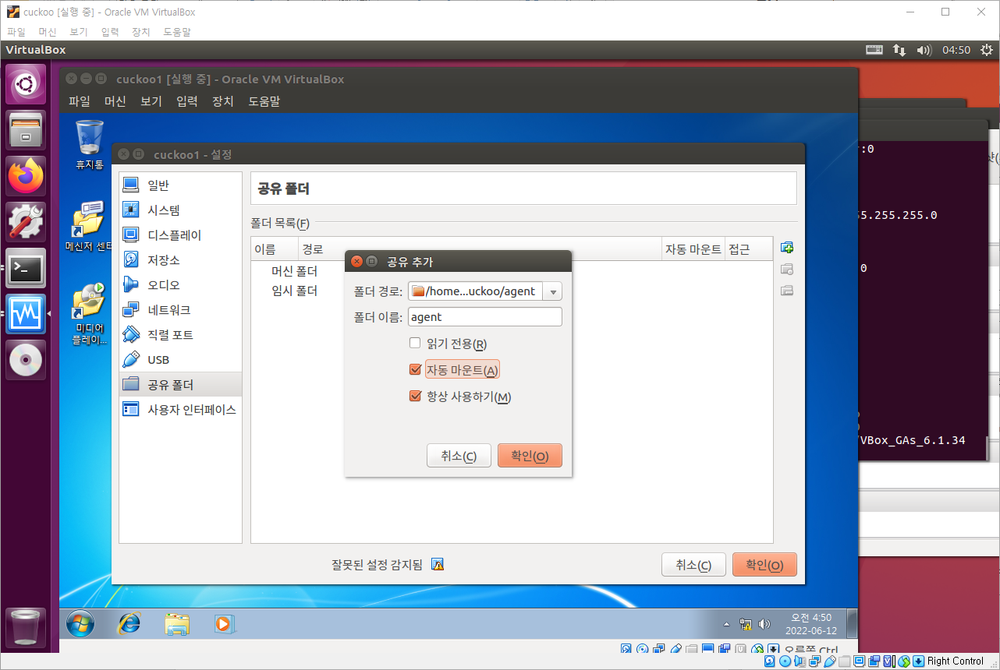 cuckoo [실행 중] - Oracle VM VirtualBox
파일 머신 보기 입력 장치 도움말
VirtualBox 04:50
cuckoo1 [실행 중] - Oracle VM VirtualBox
파일 머신 보기 입력 장치 도움말
휴지통
메신저 센터
미디어
플레이...
cuckoo1 - 설정
일반
시스템
디스플레이
저장소
오디오
네트워크
직렬 포트
USB
공유 폴더
사용자 인터페이스
공유 폴더
폴더 목록(F)
이름 경로 자동 마운트 접근
머신 폴더
임시 폴더
공유 추가
폴더 경로: /home...uckoo/agent
폴더 이름: agent
읽기 전용(R)
자동 마운트(A)
항상 사용하기(M)
취소(C) 확인(O)
잘못된 설정 감지됨
취소(C) 확인(O)
:0
5.255.255.0
0
VBox_GAs_6.1.34
오전 4:50
2022-06-12
오른쪽 Ctrl
Right Control